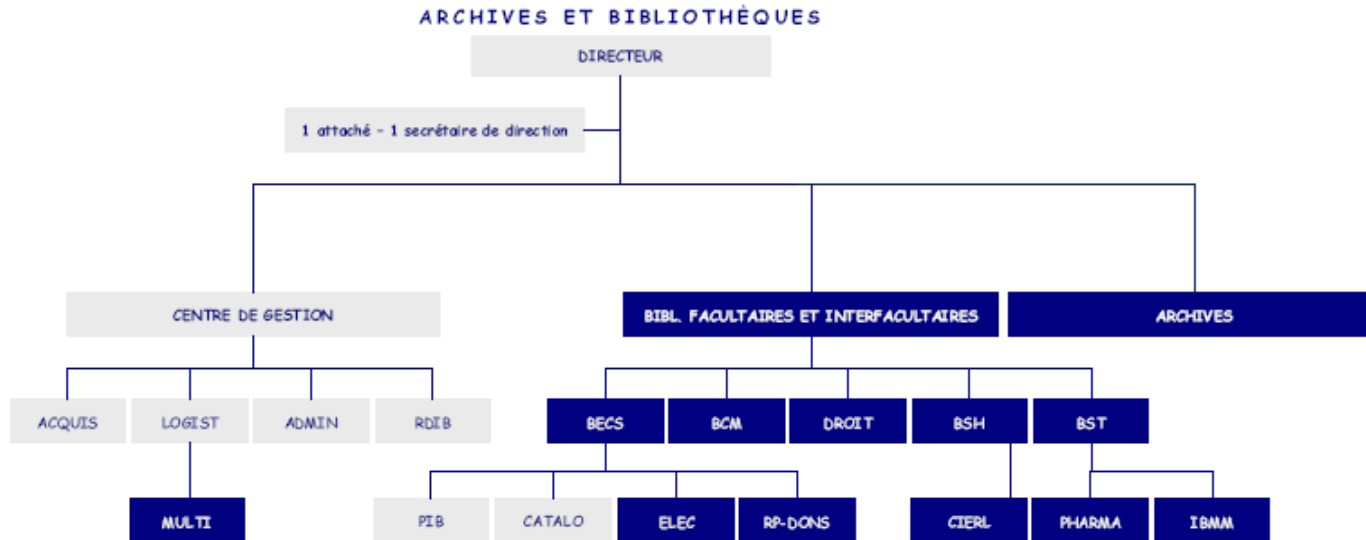 ARCHIVES ET BIBLIOTHÈQUES
DIRECTEUR
1 attaché - 1 secrétaire de direction
CENTRE DE GESTION
BIBL. FACULTAIRES ET INTERFACULTAIRES
ARCHIVES
ACQUIS
LOGIST
ADMIN
RDIB
BECS
BCM
DROIT
BSH
BST
MULTI
PIB
CATALO
ELEC
RP-DONS
CIERL
PHARMA
IBMM